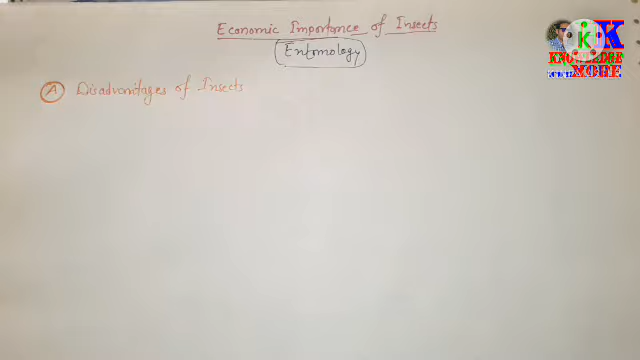 Economic Importance of Insects
Entomology
A Disadvantages of Insects
K K
K
KNOWLEDGE
MORE